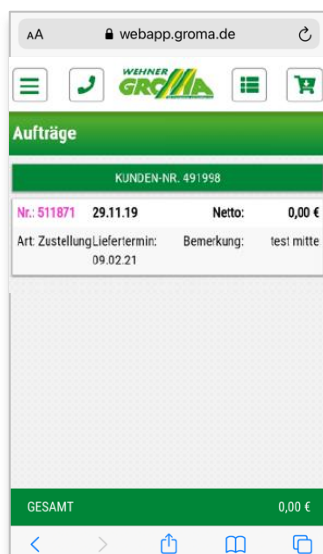 AA webapp.groma.de
WEHNER
GROMA
Aufträge
KUNDEN-NR. 491998
Nr.: 511871 29.11.19 Netto: 0,00 €
Art: Zustellung Liefertermin: Bemerkung: test mitte
09.02.21
GESAMT 0,00 €